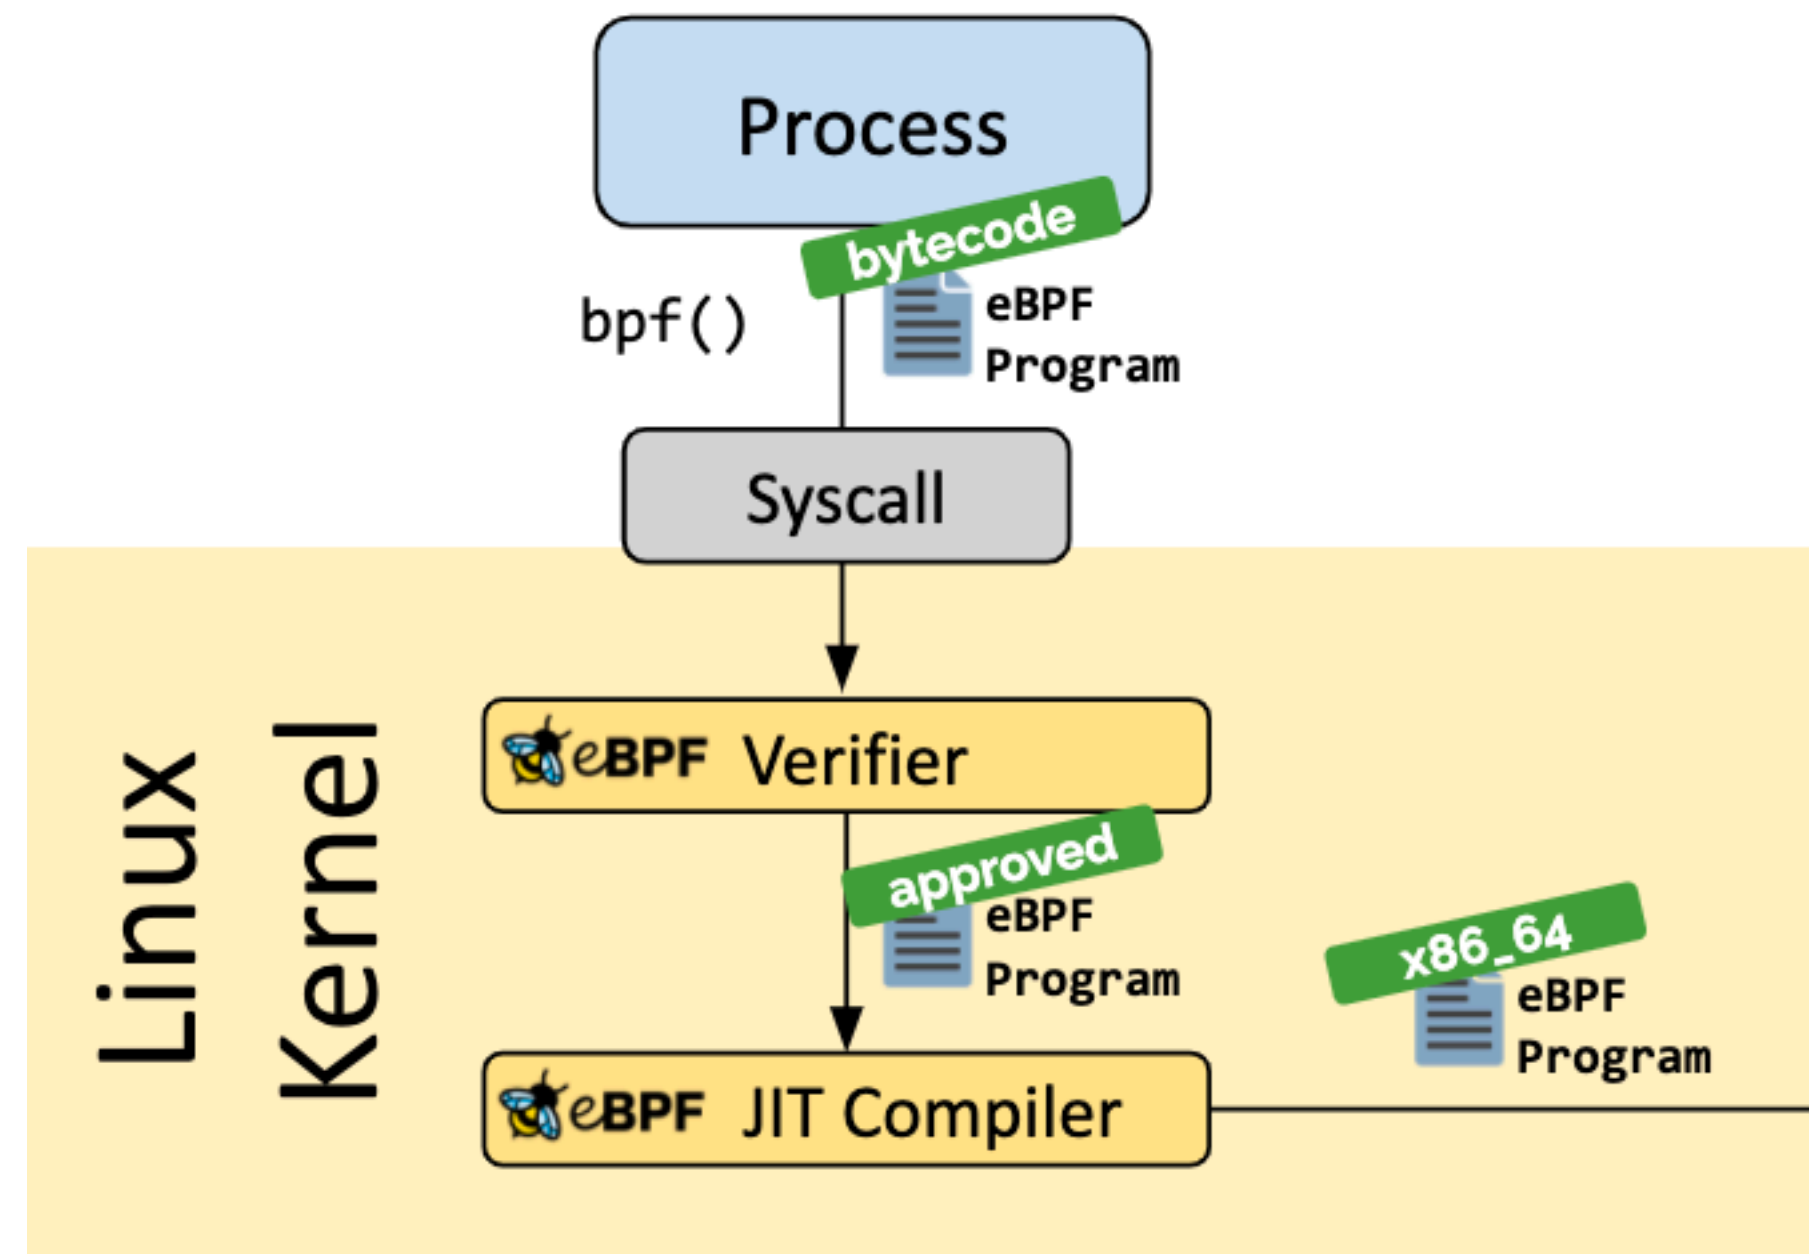 Process
bytecode
bpf()
eBPF
Program
Syscall
Linux
Kernel
eBPF Verifier
approved
eBPF
Program
x86_64
eBPF
Program
eBPF JIT Compiler